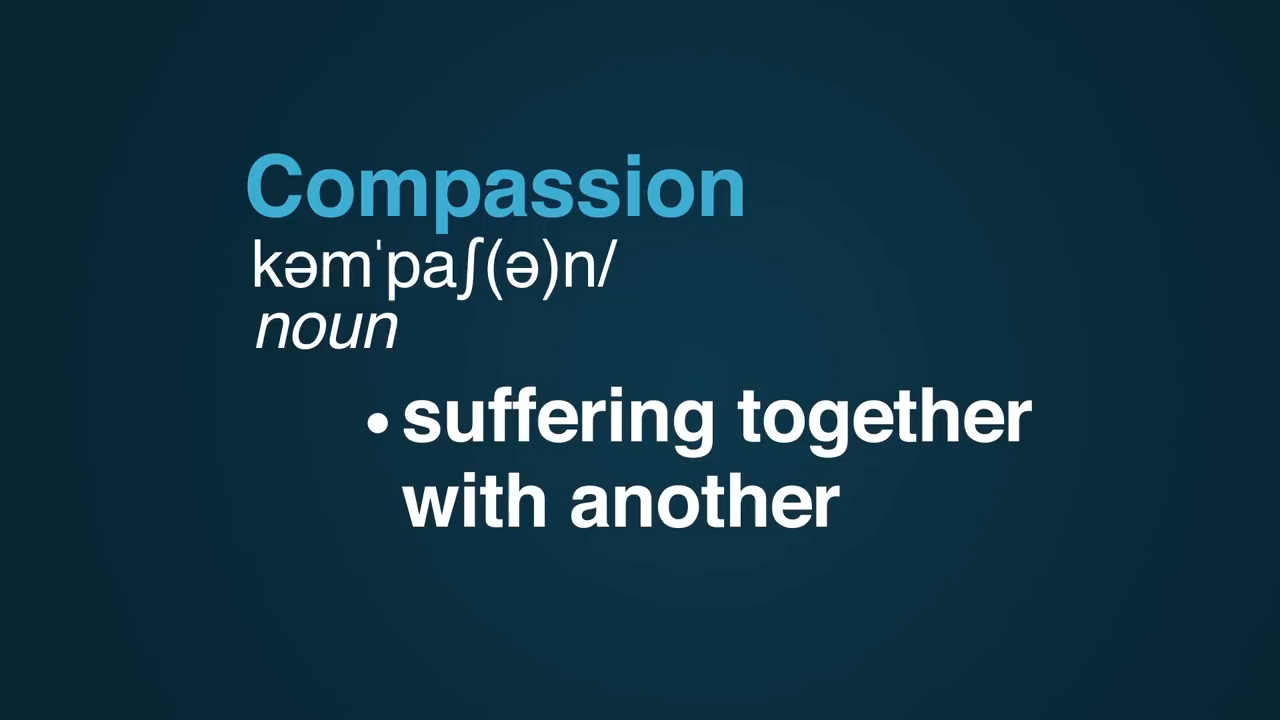 Compassion
kəmˈpaʃ(ə)n/
noun
• suffering together
with another